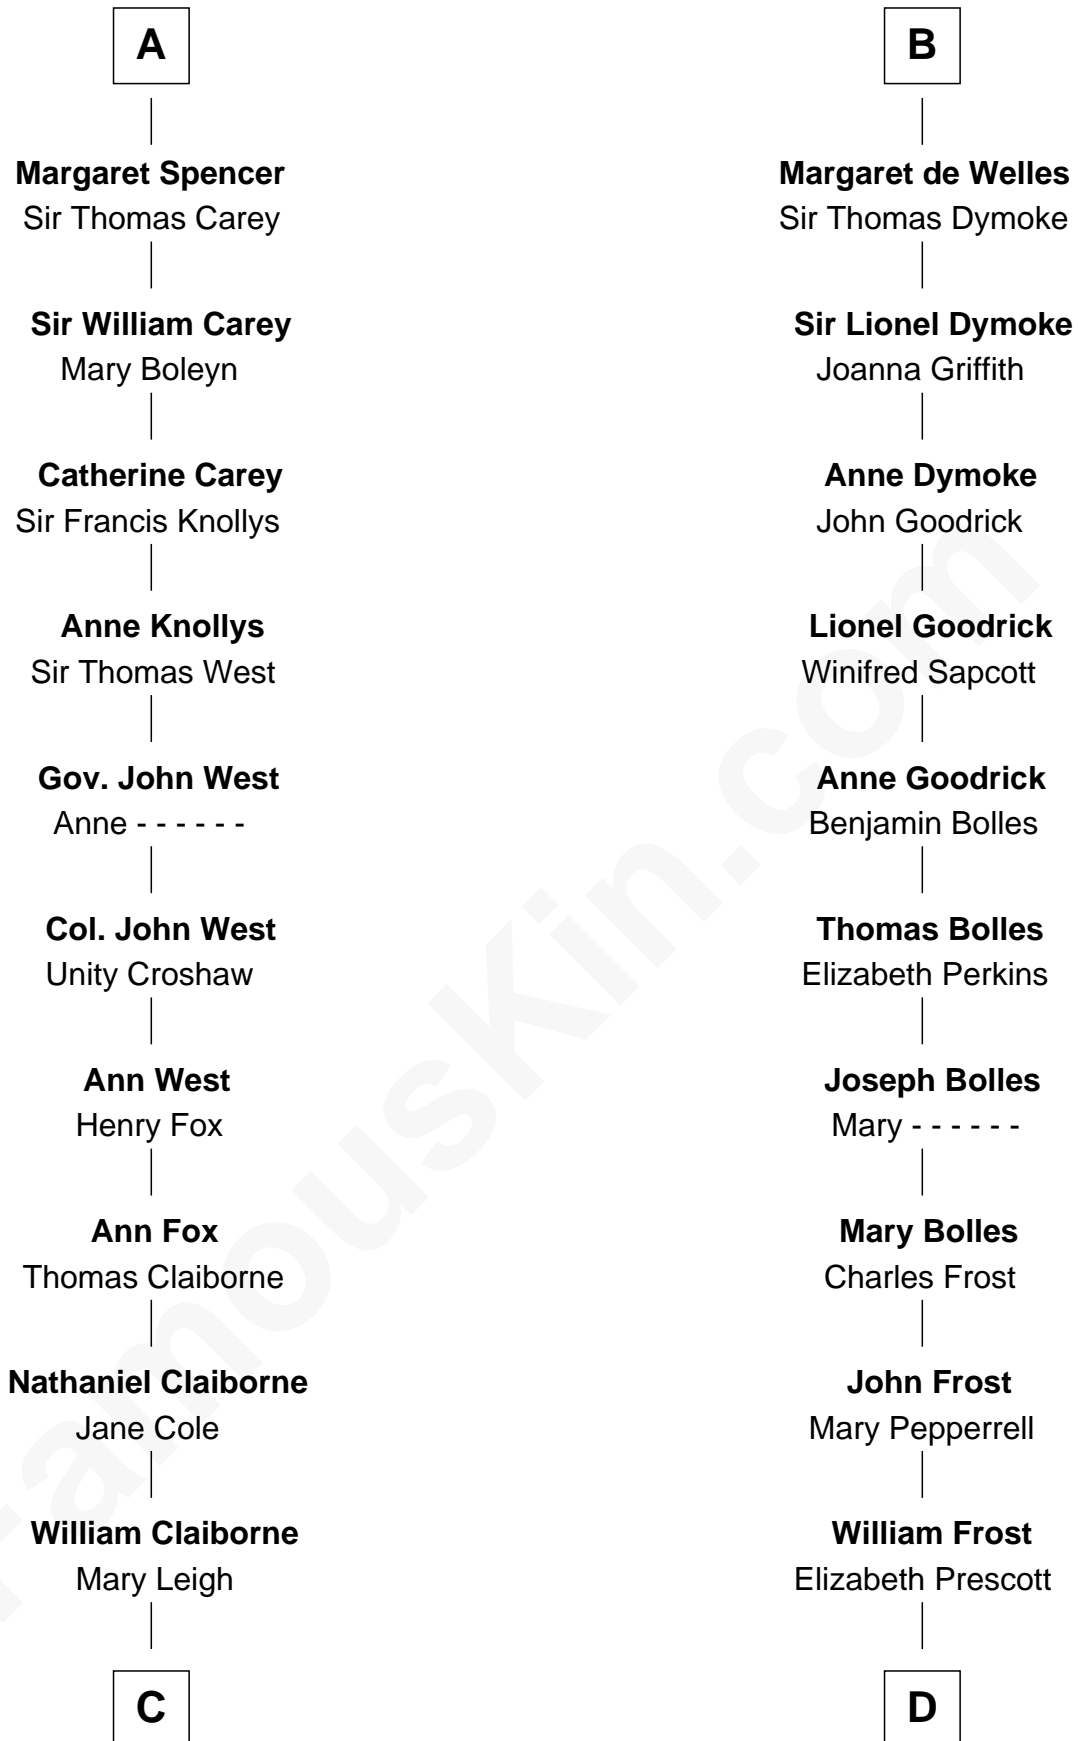 A
Margaret Spencer
Sir Thomas Carey
Sir William Carey
Mary Boleyn
Catherine Carey
Sir Francis Knollys
Anne Knollys
Sir Thomas West
Gov. John West
Anne - - - - - -
Col. John West
Unity Croshaw
Ann West
Henry Fox
Ann Fox
Thomas Claiborne
Nathaniel Claiborne
Jane Cole
William Claiborne
Mary Leigh
C
B
Margaret de Welles
Sir Thomas Dymoke
Sir Lionel Dymoke
Joanna Griffith
Anne Dymoke
John Goodrick
Lionel Goodrick
Winifred Sapcott
Anne Goodrick
Benjamin Bolles
Thomas Bolles
Elizabeth Perkins
Joseph Bolles
Mary - - - - - -
Mary Bolles
Charles Frost
John Frost
Mary Pepperrell
William Frost
Elizabeth Prescott
D
FamousKin.com